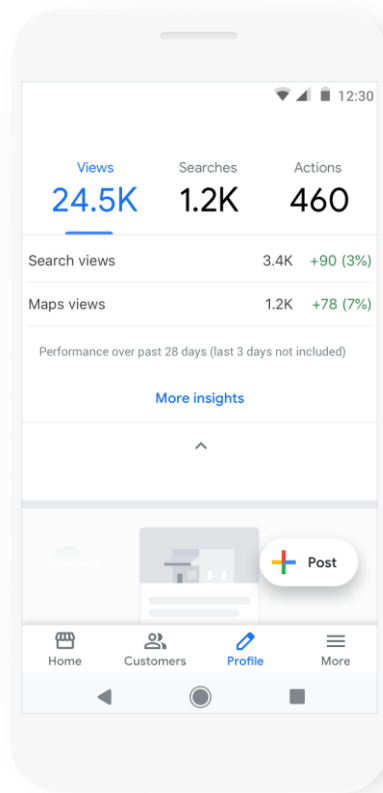 12:30
Views Searches Actions
24.5K 1.2K 460
Search views 3.4K +90 (3%)
Maps views 1.2K +78 (7%)
Performance over past 28 days (last 3 days not included)
More insights
Post
Home Customers Profile More